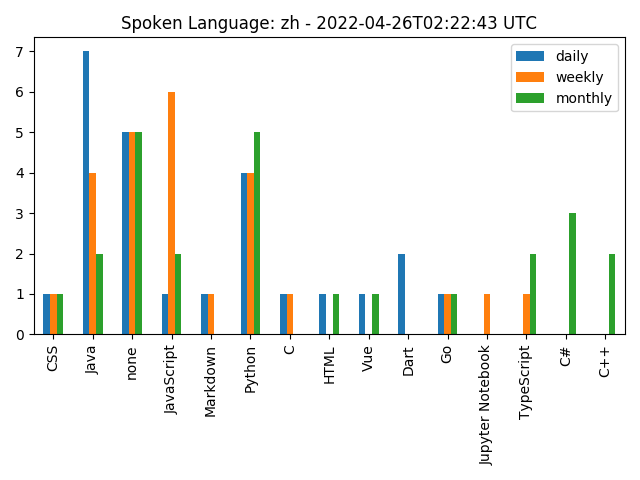 Spoken Language: zh - 2022-04-26T02:22:43 UTC
daily
weekly
monthly
7
6
5
4
3
2
1
0
CSS
Java
none
JavaScript
Markdown
Python
C
HTML
Vue
Dart
Go
Jupyter Notebook
TypeScript
C#
C++